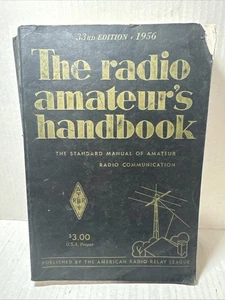 33RD EDITION • 1956
The radio
amateur's
handbook
THE STANDARD MANUAL OF AMATEUR
RADIO COMMUNICATION
$3.00
U.S.A. Proper
PUBLISHED BY THE AMERICAN RADIO RELAY LEAGUE